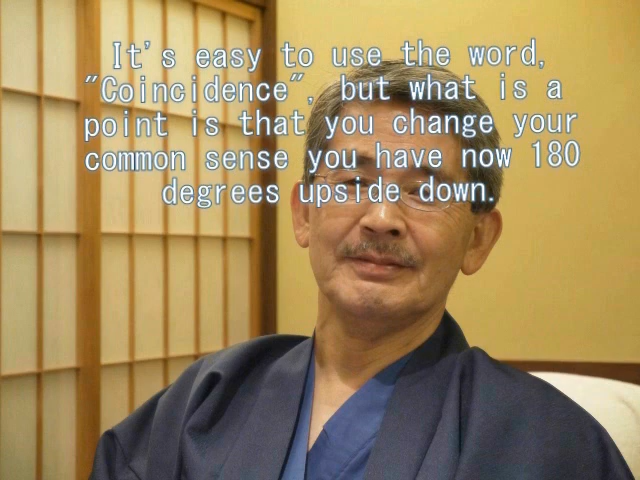 It's easy to use the word,
"Coincidence", but what is a
point is that you change your
common sense you have now 180
degrees upside down.